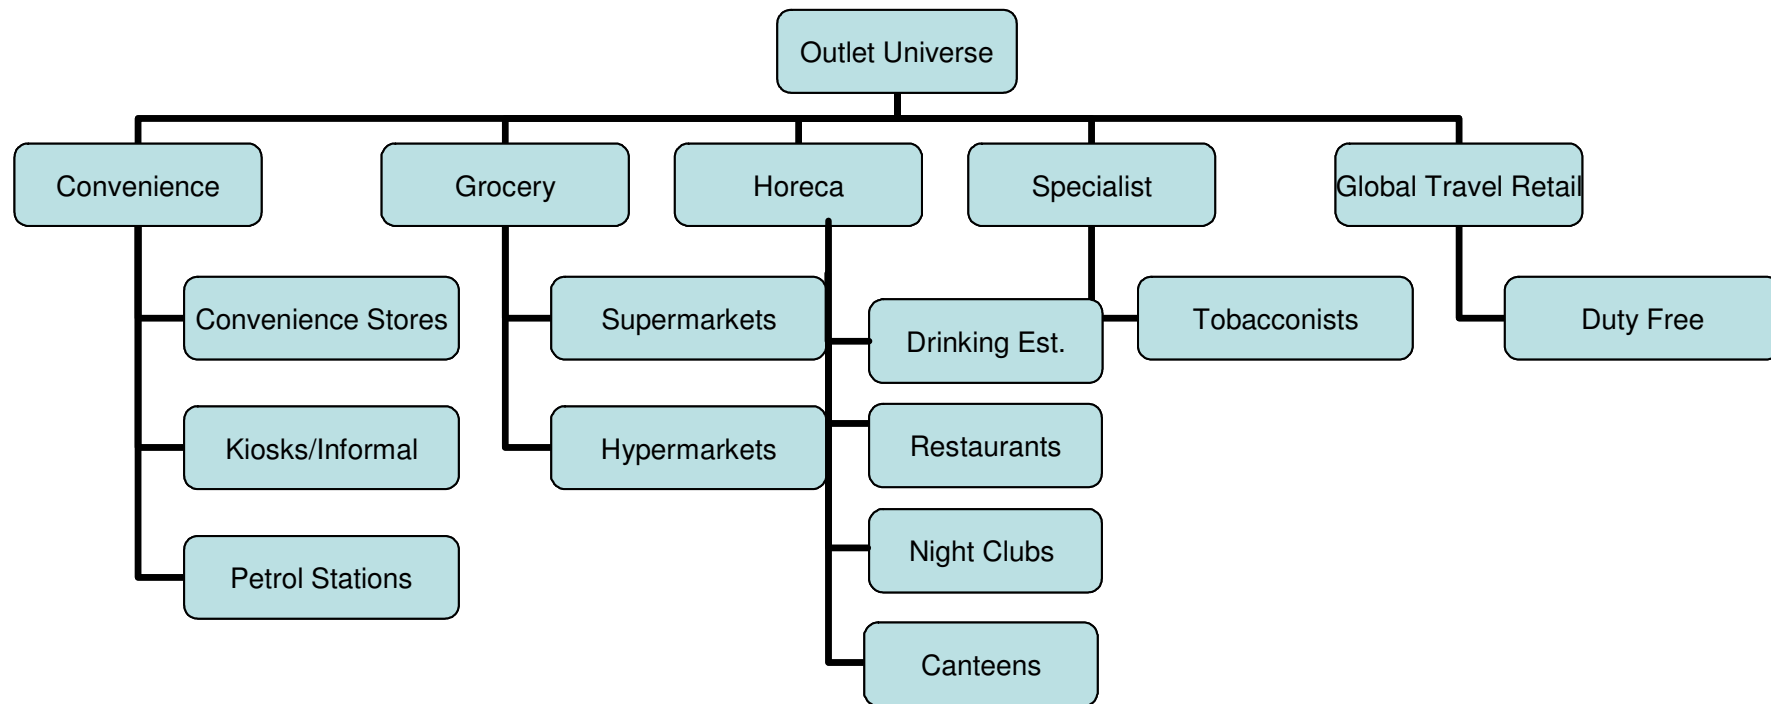 Outlet Universe
Convenience
Grocery
Horeca
Specialist
Global Travel Retail
Convenience Stores
Supermarkets
Drinking Est.
Tobacconists
Duty Free
Kiosks/Informal
Hypermarkets
Restaurants
Petrol Stations
Night Clubs
Canteens